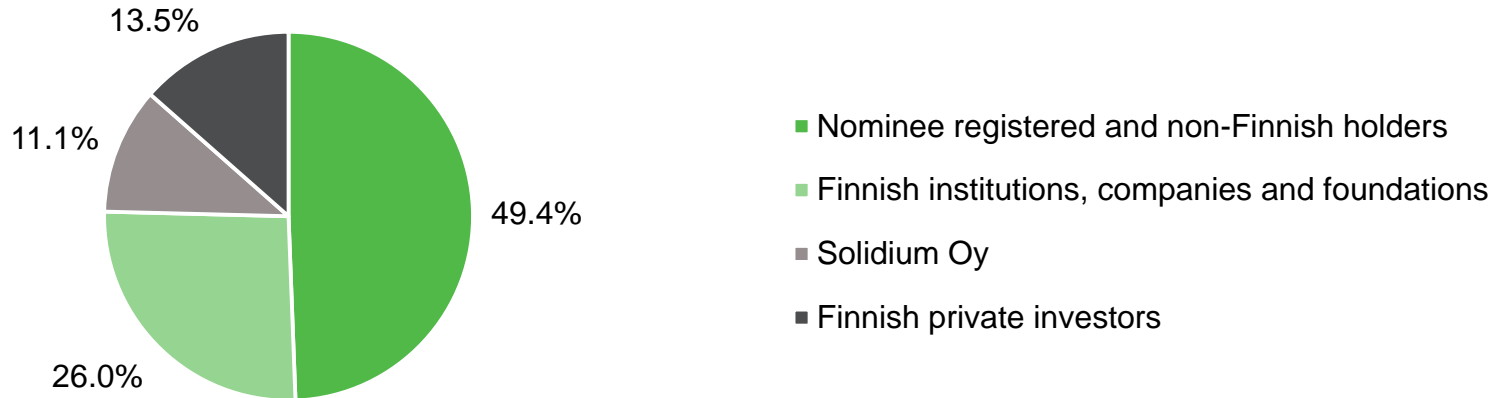 13.5%
11.1%
49.4%
26.0%
Nominee registered and non-Finnish holders
Finnish institutions, companies and foundations
Solidium Oy
Finnish private investors